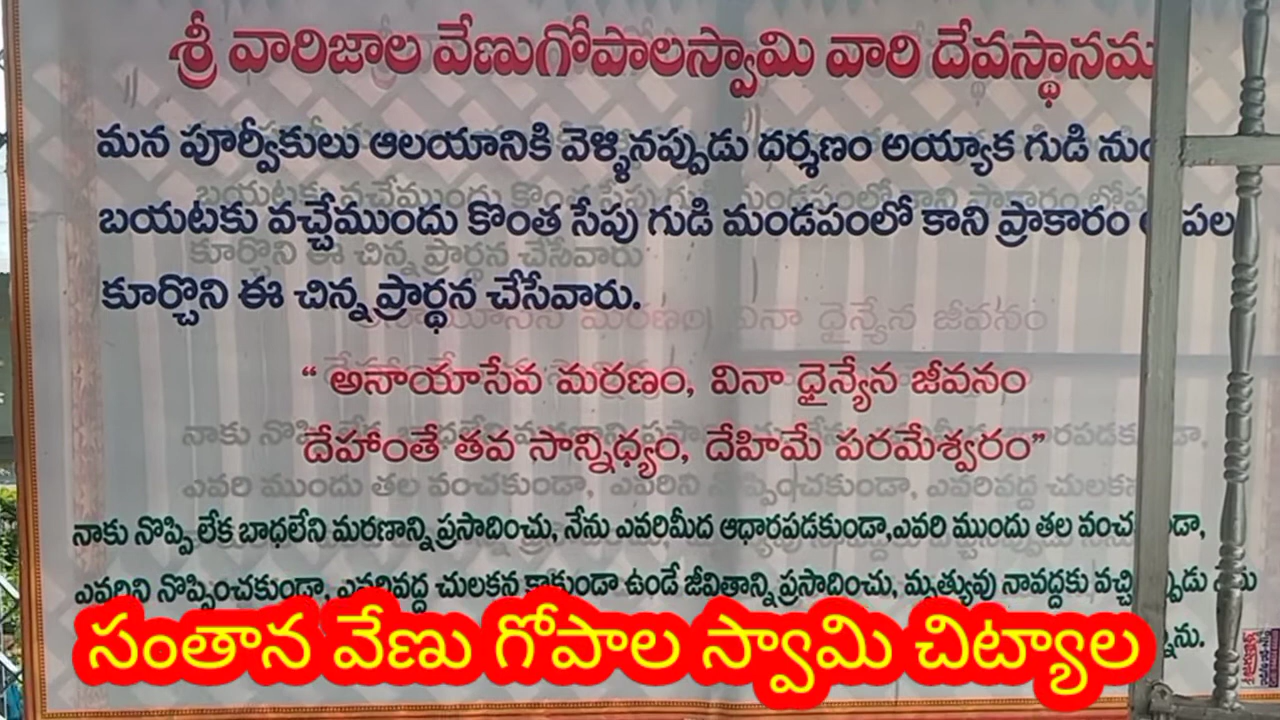 శ్రీ వారిజాల వేణుగోపాలస్వామి వారి దేవస్థానము
మన పూర్వీకులు ఆలయానికి వెళ్ళినప్పుడు దర్శణం అయ్యాక గుడి నుం
బయటకు వచ్చేముందు కొంత సేపు గుడి మండపంలో కాని ప్రాకారం పల
కూర్చొని ఈ చిన్న ప్రార్థన చేసేవారు.
“ అనాయాసేవ మరణం, వినా ధైన్యేన జీవనం
దేహాంతే తవ సాన్నిధ్యం, దేహిమే పరమేశ్వరం”
నాకు నొప్పి లేక బాధలేని మరణాన్ని ప్రసాదించు, నేను ఎవరిమీద ఆధారపడకుండా,ఎవరి ముందు తల వంచ డా,
ఎవరిని నొప్పించకుండా, ఎవరివద్ద చులకన కాకుండా ఉండే జీవితాన్ని ప్రసాదించు, మృత్యువు నావద్దకు వచ్చి ప్పుడు
సంతాన వేణు గోపాల స్వామి చిట్యాల